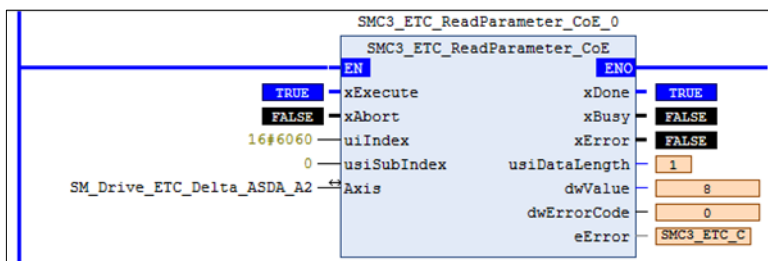 SMC3_ETC_ReadParameter_CoE_0
SMC3_ETC_ReadParameter_CoE
EN ENO
TRUE xExecute xDone TRUE
FALSE xAbort xBusy FALSE
16#6060 uiIndex xError FALSE
0 usiSubIndex usiDataLength 1
SM_Drive_ETC_Delta_ASDA_A2 Axis dwValue 8
dwErrorCode 0
eError SMC3_ETC_C